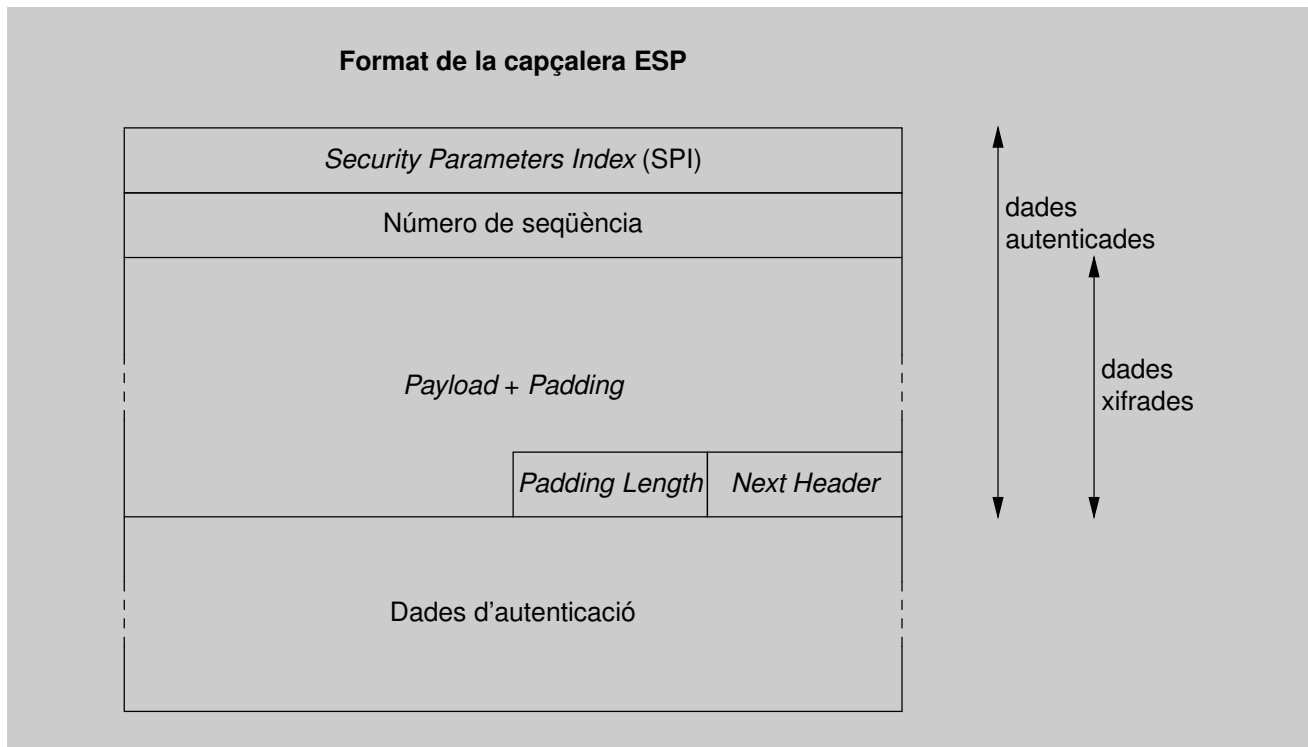 Format de la capçalera ESP
Security Parameters Index (SPI)
Número de seqüència
dades
autenticades
Payload + Padding
dades
xifrades
Padding Length
Next Header
Dades d'autenticació